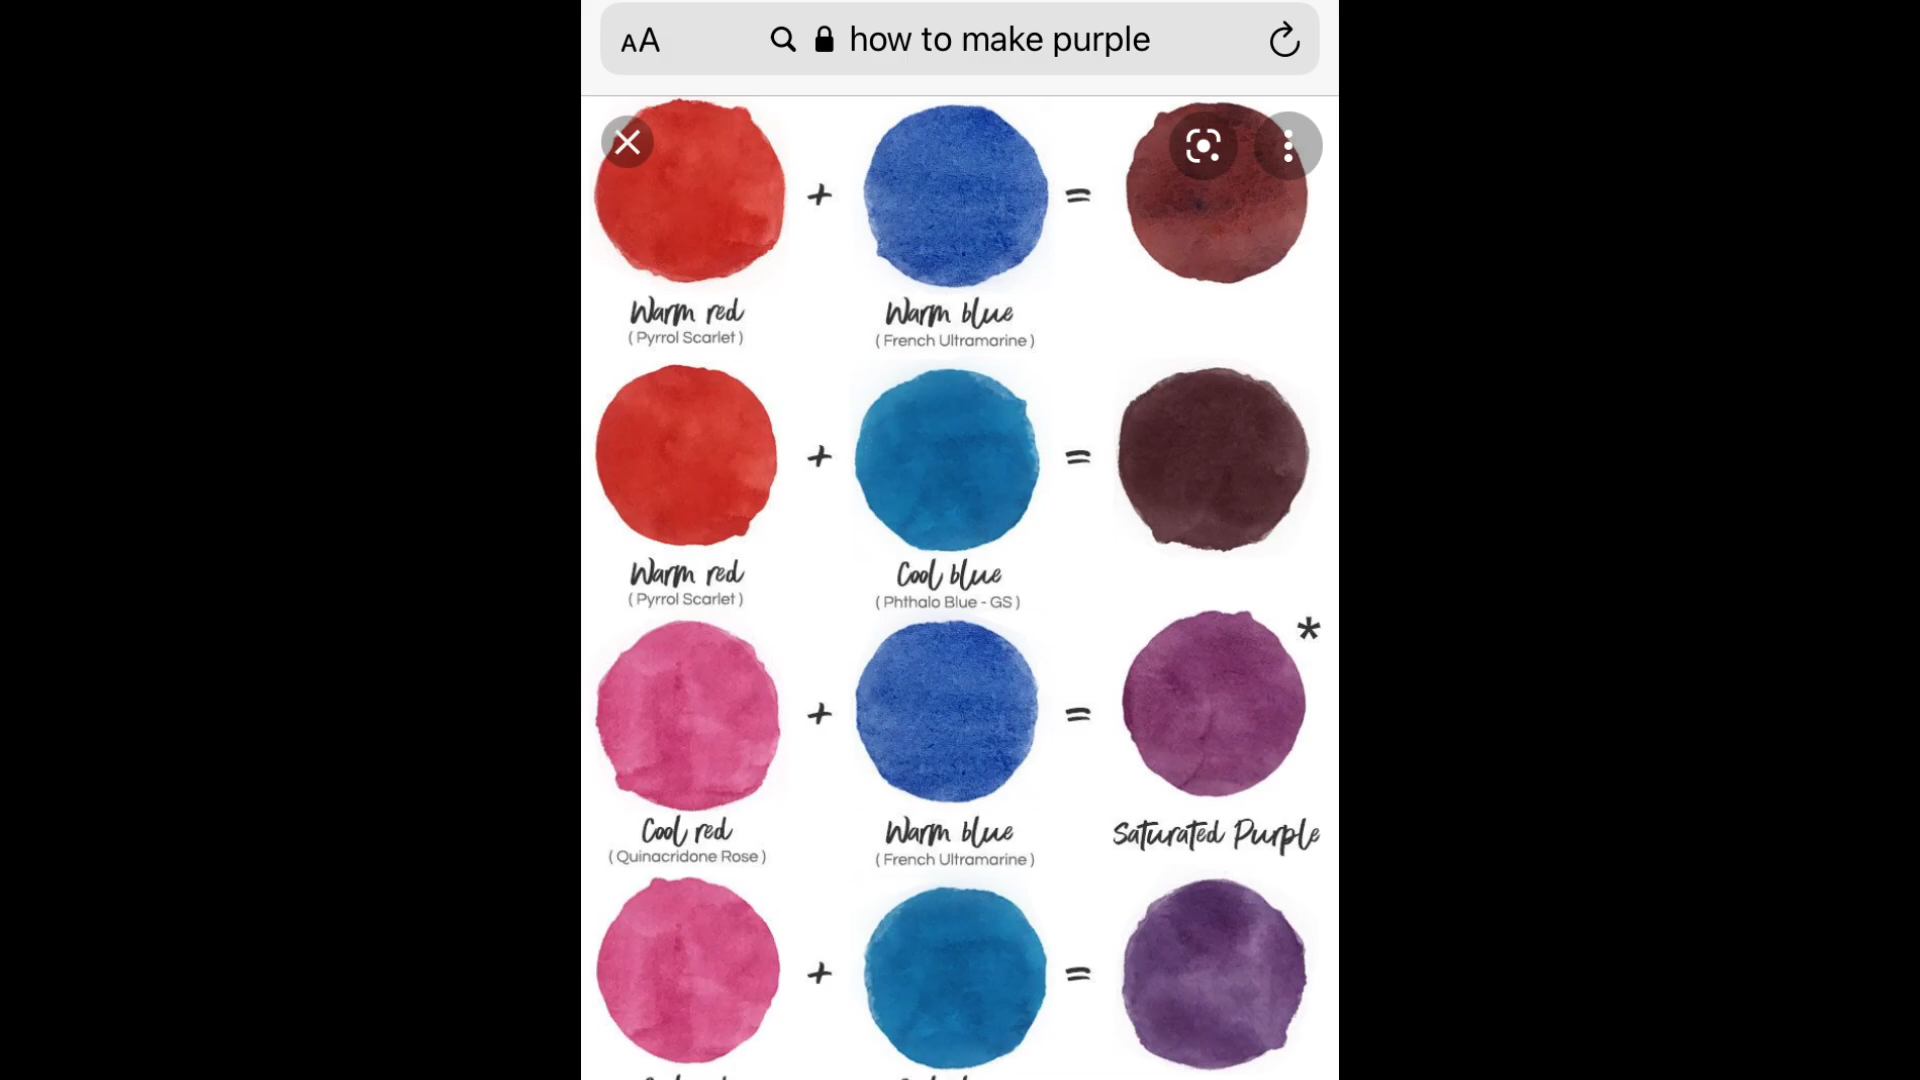 AA how to make purple
+ =
Warm red Warm blue
( Pyrrol Scarlet ) ( French Ultramarine )
+ =
Warm red Cool blue
( Pyrrol Scarlet ) ( Phthalo Blue - GS )
*
+ =
Cool red Warm blue Saturated Purple
( Quinacridone Rose ) ( French Ultramarine )
+ =